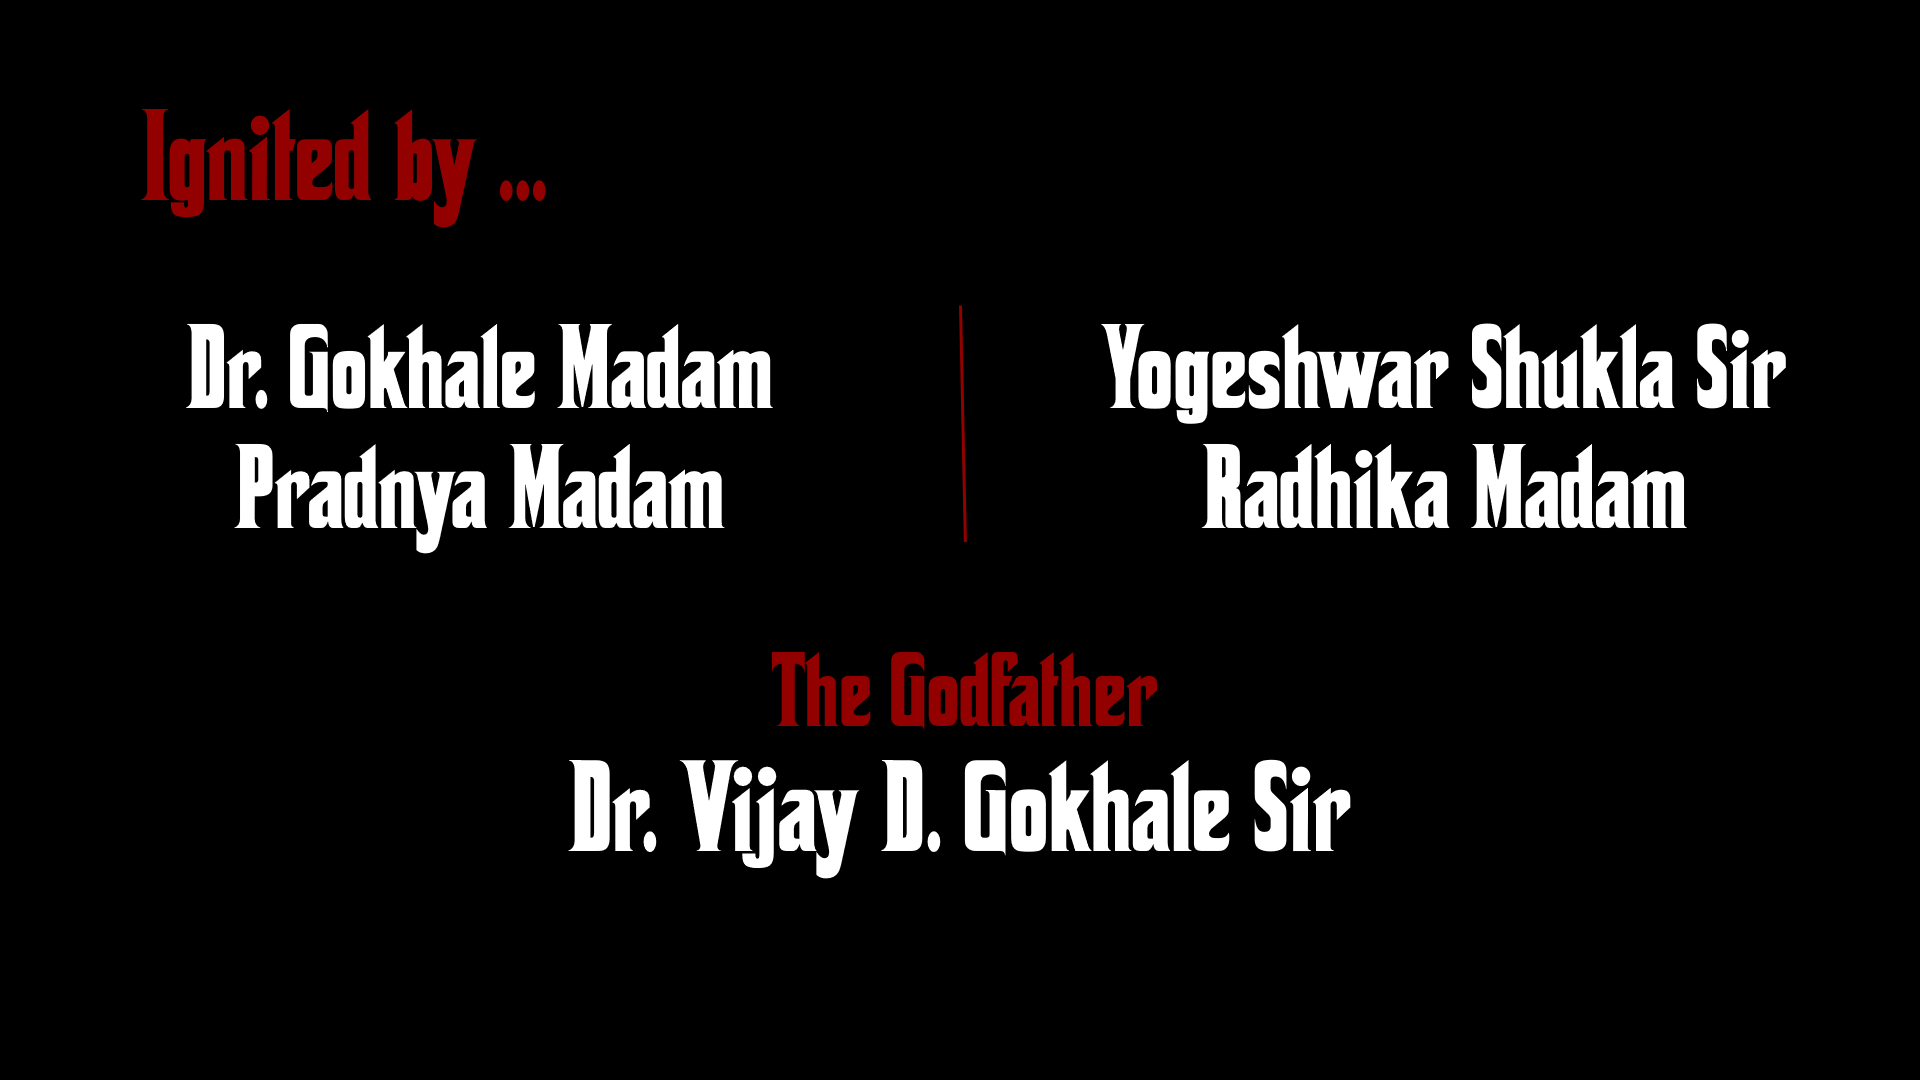 Ignited by ...
Dr. Gokhale Madam
Pradnya Madam
Yogeshwar Shukla Sir
Radhika Madam
The Godfather
Dr. Vijay D. Gokhale Sir